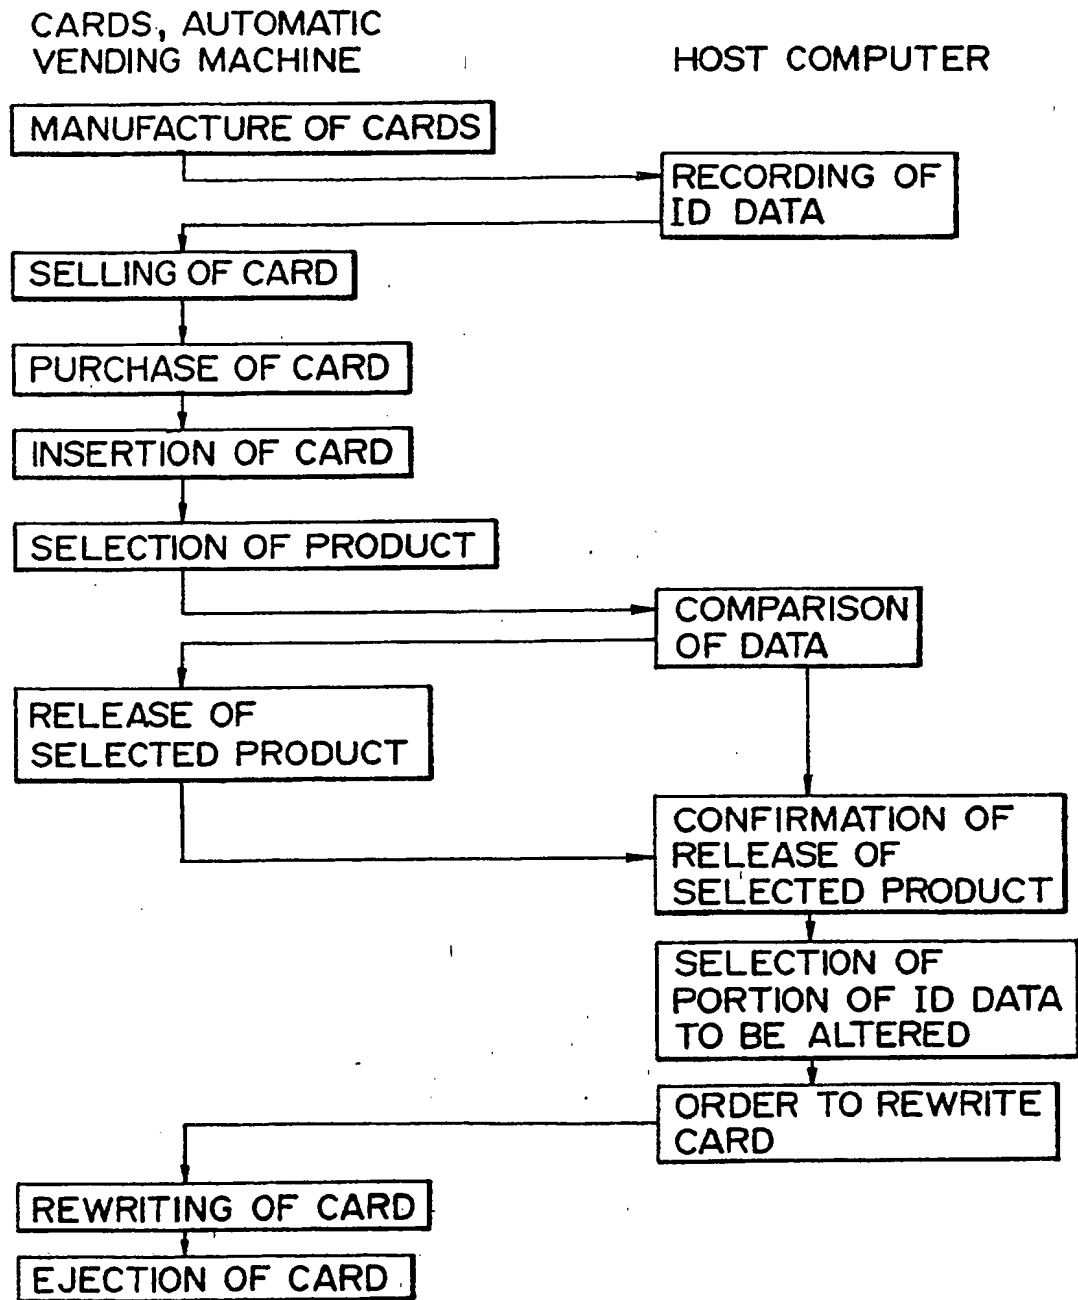 CARDS, AUTOMATIC
VENDING MACHINE
HOST COMPUTER
MANUFACTURE OF CARDS
RECORDING OF
ID DATA
SELLING OF CARD
PURCHASE OF CARD
INSERTION OF CARD
SELECTION OF PRODUCT
COMPARISON
OF DATA
RELEASE OF
SELECTED PRODUCT
CONFIRMATION OF
RELEASE OF
SELECTED PRODUCT
SELECTION OF
PORTION OF ID DATA
TO BE ALTERED
ORDER TO REWRITE
CARD
REWRITING OF CARD
EJECTION OF CARD